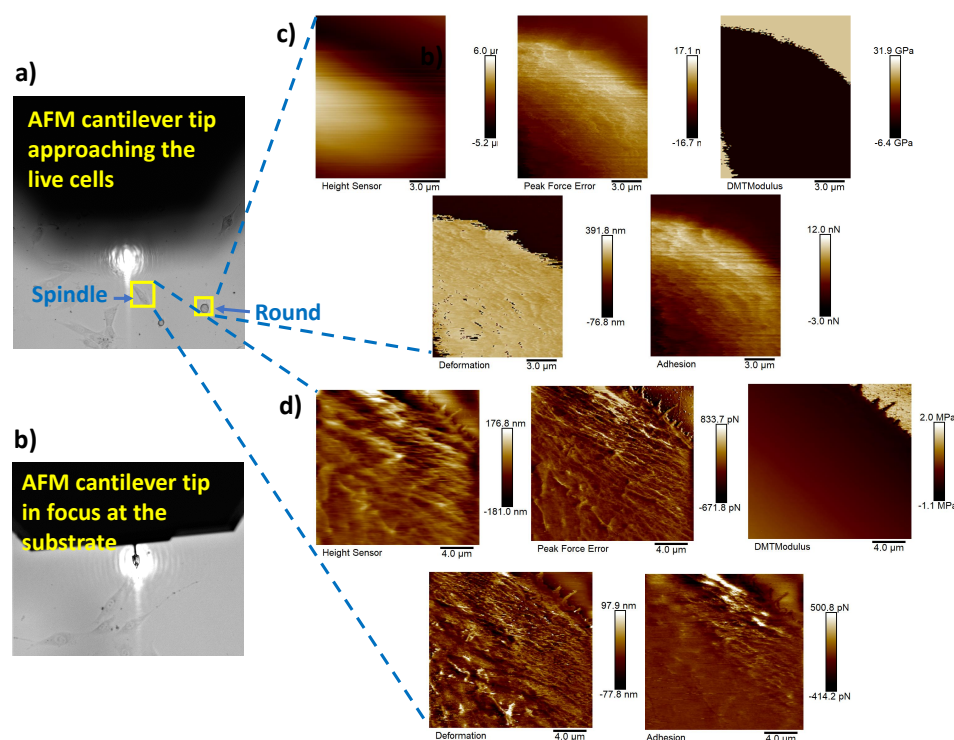 a)
AFM cantilever tip
approaching the
live cells
Spindle
Round
b)
AFM cantilever tip
in focus at the
substrate
c)
6.0 µm
-5.2 µ
Height Sensor
3.0 µm
b)
17.1 n
-16.7 n
Peak Force Error
3.0 µm
31.9 GPa
-6.4 GPa
DMTModulus
3.0 µm
391.8 nm
-76.8 nm
Deformation
3.0 µm
12.0 nN
-3.0 nN
Adhesion
3.0 µm
d)
176.8 nm
-181.0 nm
Height Sensor
4.0 µm
833.7 pN
-671.8 pN
Peak Force Error
4.0 µm
2.0 MPa
-1.1 MPa
DMTModulus
4.0 µm
97.9 nm
-77.8 nm
Deformation
4.0 µm
500.8 pN
-414.2 pN
Adhesion
4.0 µm